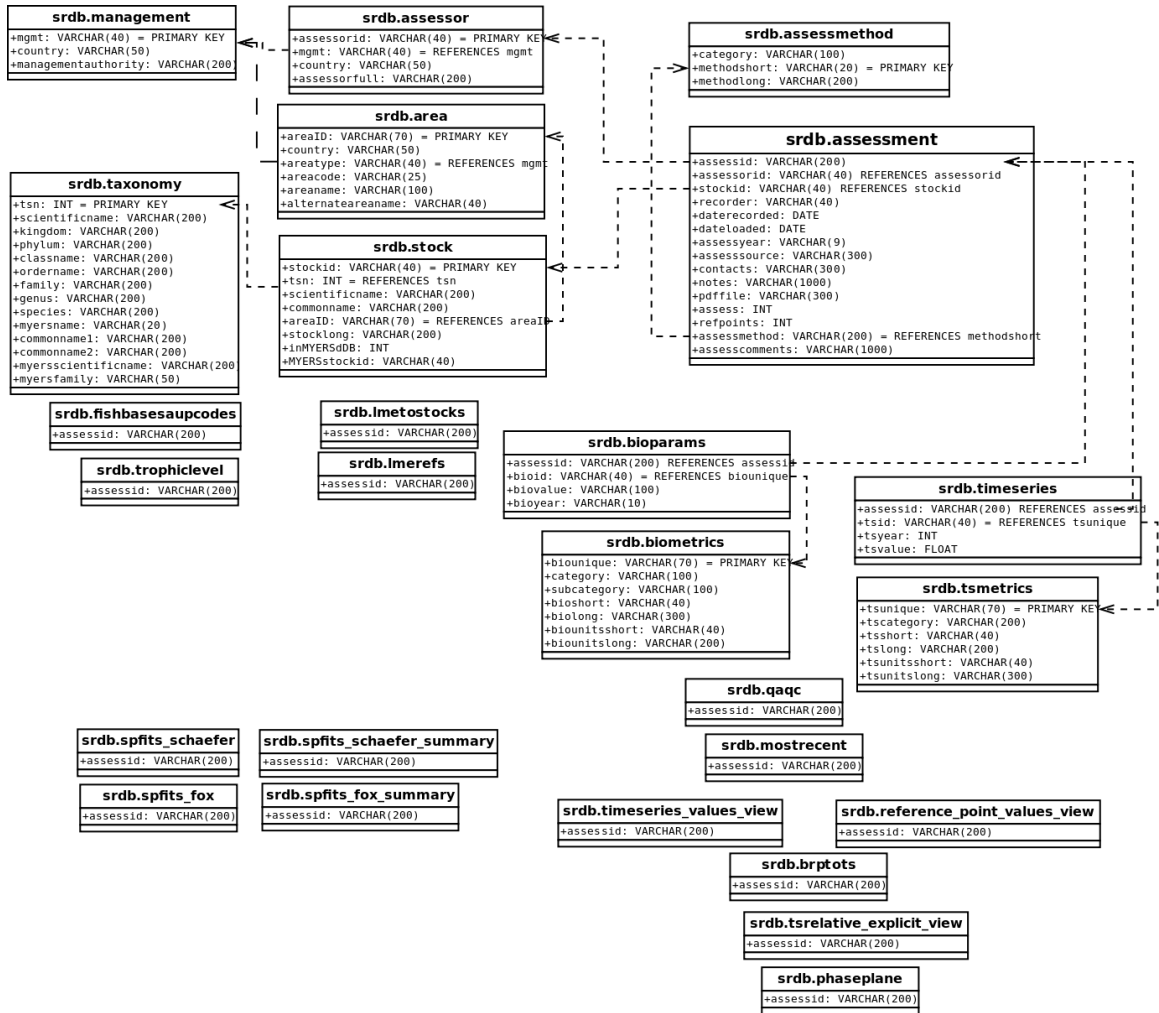 srdb.management
+mgmt: VARCHAR(40) = PRIMARY KEY
+country: VARCHAR(50)
+managementauthority: VARCHAR(200)
srdb.assessor
+assessorid: VARCHAR(40) = PRIMARY KEY
+mgmt: VARCHAR(40) = REFERENCES mgmt
+country: VARCHAR(50)
+assessorfull: VARCHAR(200)
srdb.assessmethod
+category: VARCHAR(100)
+methodshort: VARCHAR(20) = PRIMARY KEY
+methodlong: VARCHAR(200)
srdb.area
+areaID: VARCHAR(70) = PRIMARY KEY
+country: VARCHAR(50)
+areatype: VARCHAR(40) = REFERENCES mgmt
+areacode: VARCHAR(25)
+areaname: VARCHAR(100)
+alternateareaname: VARCHAR(40)
srdb.assessment
+assessid: VARCHAR(200)
+assessorid: VARCHAR(40) REFERENCES assessorid
+stockid: VARCHAR(40) REFERENCES stockid
+recorder: VARCHAR(40)
+daterecorded: DATE
+dateloaded: DATE
+assessyear: VARCHAR(9)
+assesssource: VARCHAR(300)
+contacts: VARCHAR(300)
+notes: VARCHAR(1000)
+pdffile: VARCHAR(300)
+assess: INT
+refpoints: INT
+assessmethod: VARCHAR(200) = REFERENCES methodshort
+assesscomments: VARCHAR(1000)
srdb.taxonomy
+tsn: INT = PRIMARY KEY
+scientificname: VARCHAR(200)
+kingdom: VARCHAR(200)
+phylum: VARCHAR(200)
+classname: VARCHAR(200)
+ordername: VARCHAR(200)
+family: VARCHAR(200)
+genus: VARCHAR(200)
+species: VARCHAR(200)
+myersname: VARCHAR(20)
+commonname1: VARCHAR(200)
+commonname2: VARCHAR(200)
+myersscientificname: VARCHAR(200)
+myersfamily: VARCHAR(50)
srdb.stock
+stockid: VARCHAR(40) = PRIMARY KEY
+tsn: INT = REFERENCES tsn
+scientificname: VARCHAR(200)
+commonname: VARCHAR(200)
+areaID: VARCHAR(70) = REFERENCES areaID
+stocklong: VARCHAR(200)
+inMYERSdDB: INT
+MYERSstockid: VARCHAR(40)
srdb.fishbasesaupcodes
+assessid: VARCHAR(200)
srdb.trophiclevel
+assessid: VARCHAR(200)
srdb.lmetostocks
+assessid: VARCHAR(200)
srdb.lmerefs
+assessid: VARCHAR(200)
srdb.bioparams
+assessid: VARCHAR(200) REFERENCES assessid
+bioid: VARCHAR(40) = REFERENCES biounique
+biovalue: VARCHAR(100)
+bioyear: VARCHAR(10)
srdb.timeseries
+assessid: VARCHAR(200) REFERENCES assessid
+tsid: VARCHAR(40) = REFERENCES tsunique
+tsyear: INT
+tsvalue: FLOAT
srdb.biometrics
+biounique: VARCHAR(70) = PRIMARY KEY
+category: VARCHAR(100)
+subcategory: VARCHAR(100)
+bioshort: VARCHAR(40)
+biolong: VARCHAR(300)
+biounitsshort: VARCHAR(40)
+biounitslong: VARCHAR(200)
srdb.tsmetrics
+tsunique: VARCHAR(70) = PRIMARY KEY
+tscategory: VARCHAR(200)
+tsshort: VARCHAR(40)
+tslong: VARCHAR(200)
+tsunitsshort: VARCHAR(40)
+tsunitslong: VARCHAR(300)
srdb.qaqc
+assessid: VARCHAR(200)
srdb.mostrecent
+assessid: VARCHAR(200)
srdb.spfits_schaefer
+assessid: VARCHAR(200)
srdb.spfits_schaefer_summary
+assessid: VARCHAR(200)
srdb.spfits_fox
+assessid: VARCHAR(200)
srdb.spfits_fox_summary
+assessid: VARCHAR(200)
srdb.timeseries_values_view
+assessid: VARCHAR(200)
srdb.reference_point_values_view
+assessid: VARCHAR(200)
srdb.brptots
+assessid: VARCHAR(200)
srdb.tsrelative_explicit_view
+assessid: VARCHAR(200)
srdb.phaseplane
+assessid: VARCHAR(200)